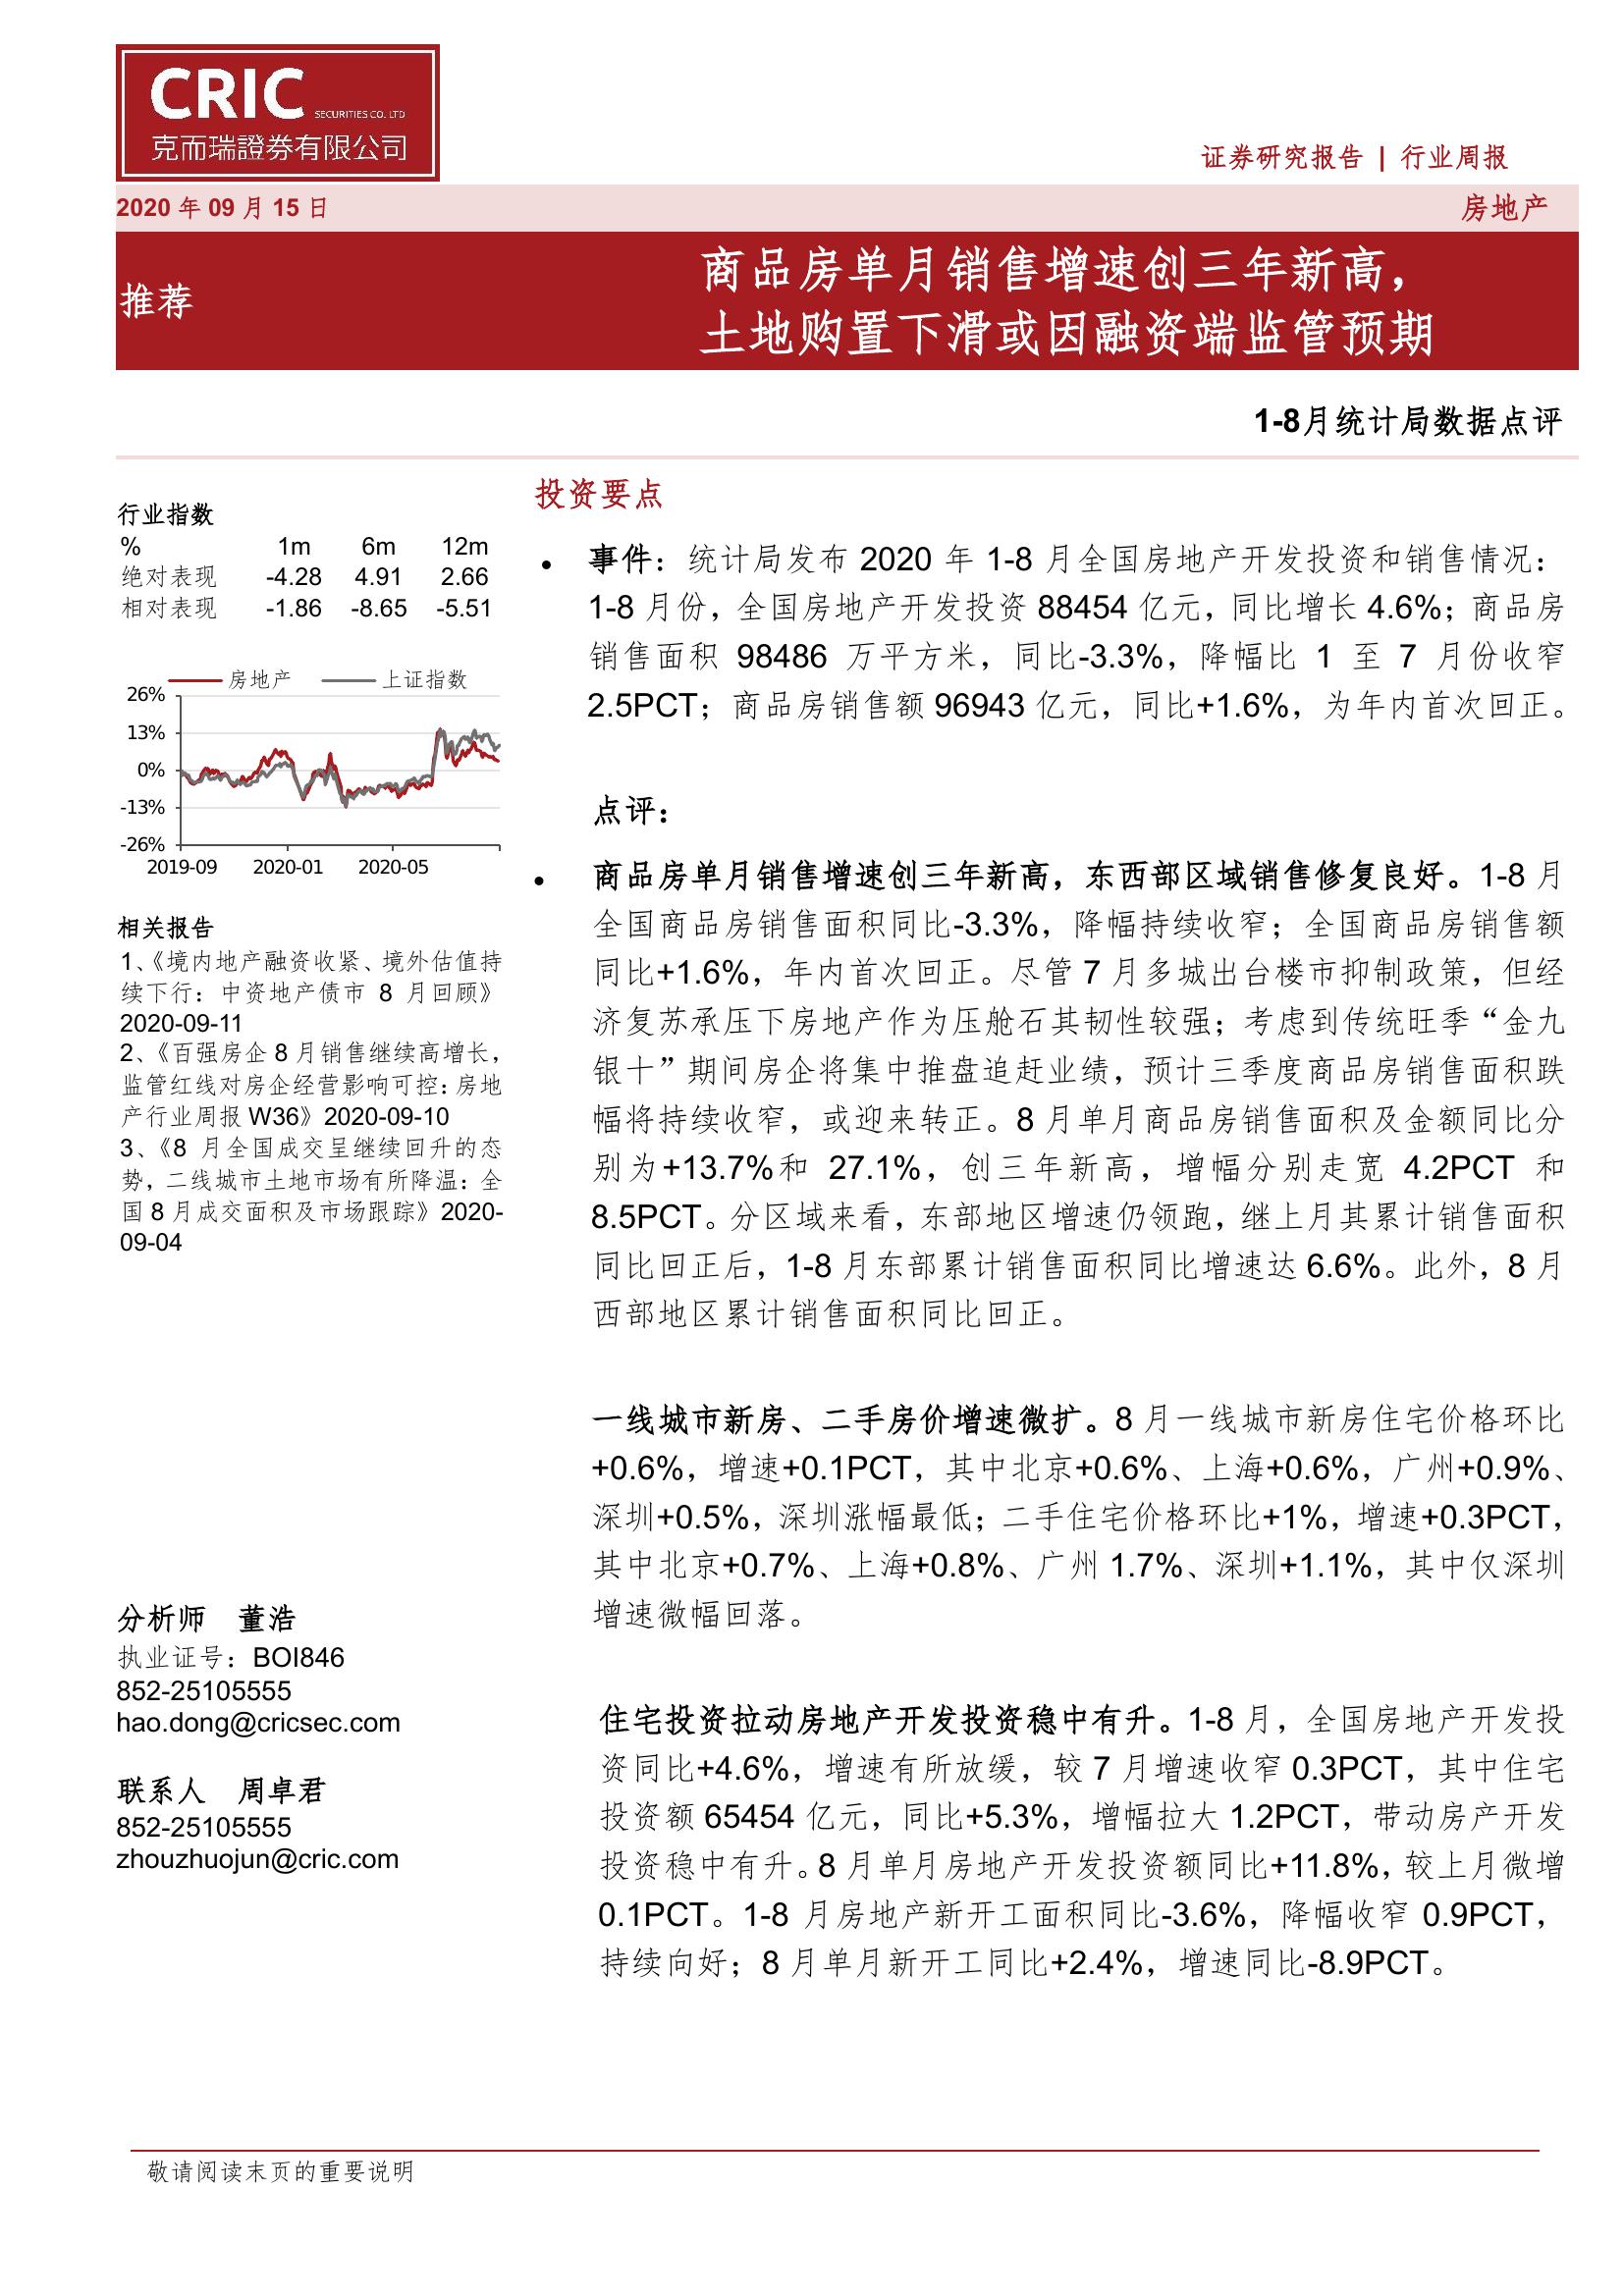 CRIC SECURITIES CO. LTD
克而瑞證券有限公司
证券研究报告 | 行业周报
2020 年 09 月 15 日
房地产
推荐
商品房单月销售增速创三年新高，
土地购置下滑或因融资端监管预期
1-8月统计局数据点评
行业指数
% 1m 6m 12m
绝对表现 -4.28 4.91 2.66
相对表现 -1.86 -8.65 -5.51
房地产 上证指数
26%
13%
0%
-13%
-26%
2019-09 2020-01 2020-05
相关报告
1、《境内地产融资收紧、境外估值持
续下行：中资地产债市 8 月回顾》
2020-09-11
2、《百强房企 8 月销售继续高增长，
监管红线对房企经营影响可控：房地
产行业周报 W36》2020-09-10
3、《8 月全国成交呈继续回升的态
势，二线城市土地市场有所降温：全
国 8 月成交面积及市场跟踪》2020-
09-04
分析师 董浩
执业证号：BOI846
852-25105555
hao.dong@cricsec.com
联系人 周卓君
852-25105555
zhouzhuojun@cric.com
投资要点
• 事件：统计局发布 2020 年 1-8 月全国房地产开发投资和销售情况：
1-8 月份，全国房地产开发投资 88454 亿元，同比增长 4.6%；商品房
销售面积 98486 万平方米，同比-3.3%，降幅比 1 至 7 月份收窄
2.5PCT；商品房销售额 96943 亿元，同比+1.6%，为年内首次回正。
点评：
• 商品房单月销售增速创三年新高，东西部区域销售修复良好。1-8 月
全国商品房销售面积同比-3.3%，降幅持续收窄；全国商品房销售额
同比+1.6%，年内首次回正。尽管 7 月多城出台楼市抑制政策，但经
济复苏承压下房地产作为压舱石其韧性较强；考虑到传统旺季“金九
银十”期间房企将集中推盘追赶业绩，预计三季度商品房销售面积跌
幅将持续收窄，或迎来转正。8 月单月商品房销售面积及金额同比分
别为+13.7%和 27.1%，创三年新高，增幅分别走宽 4.2PCT 和
8.5PCT。分区域来看，东部地区增速仍领跑，继上月其累计销售面积
同比回正后，1-8 月东部累计销售面积同比增速达 6.6%。此外，8 月
西部地区累计销售面积同比回正。
一线城市新房、二手房价增速微扩。8 月一线城市新房住宅价格环比
+0.6%，增速+0.1PCT，其中北京+0.6%、上海+0.6%，广州+0.9%、
深圳+0.5%，深圳涨幅最低；二手住宅价格环比+1%，增速+0.3PCT，
其中北京+0.7%、上海+0.8%、广州 1.7%、深圳+1.1%，其中仅深圳
增速微幅回落。
住宅投资拉动房地产开发投资稳中有升。1-8 月，全国房地产开发投
资同比+4.6%，增速有所放缓，较 7 月增速收窄 0.3PCT，其中住宅
投资额 65454 亿元，同比+5.3%，增幅拉大 1.2PCT，带动房产开发
投资稳中有升。8 月单月房地产开发投资额同比+11.8%，较上月微增
0.1PCT。1-8 月房地产新开工面积同比-3.6%，降幅收窄 0.9PCT，
持续向好；8 月单月新开工同比+2.4%，增速同比-8.9PCT。
敬请阅读末页的重要说明